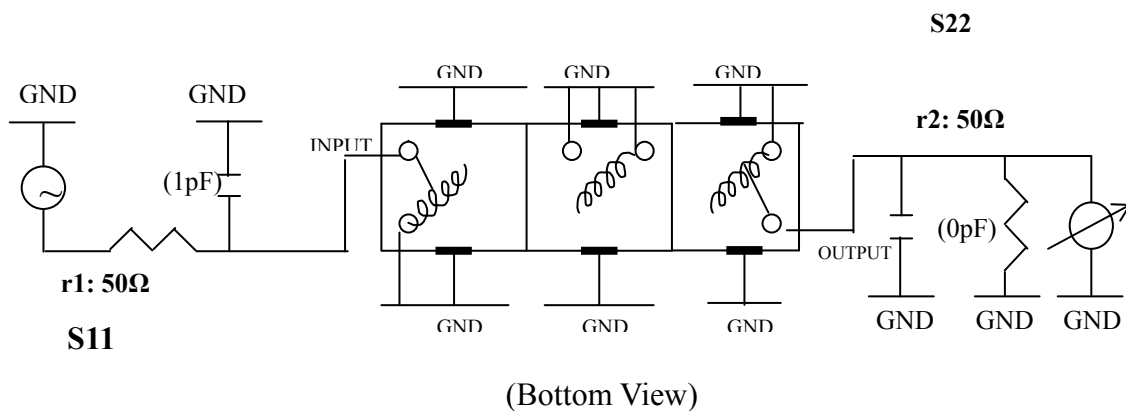 S22
GND
GND
GND
GND
GND
r2: 50Ω
INPUT
(1pF)
(0pF)
OUTPUT
r1: 50Ω
GND
GND
GND
GND
GND
GND
S11
(Bottom View)